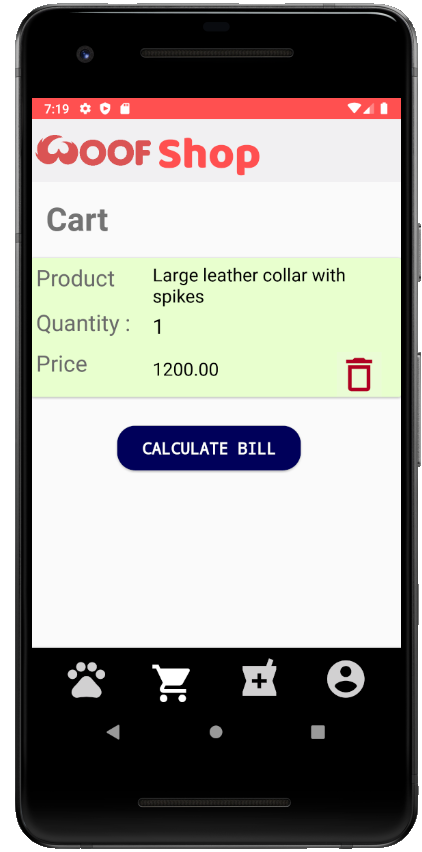 7:19
WOOF Shop
Cart
Product Large leather collar with
spikes
Quantity : 1
Price 1200.00
CALCULATE BILL